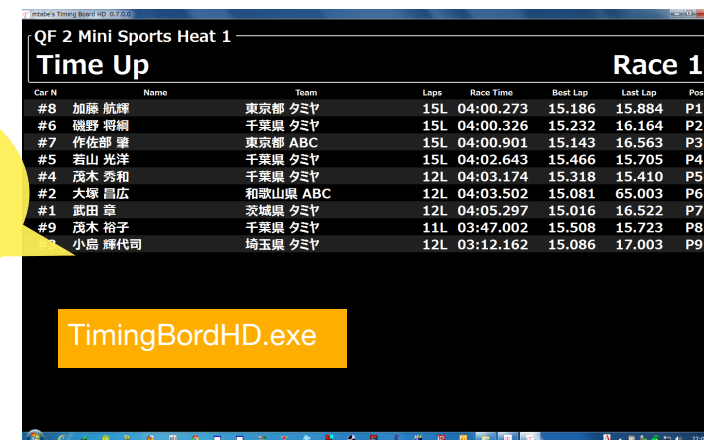 mtabe's Timing Board HD 0.7.0.0
QF 2 Mini Sports Heat 1
Time Up Race 1
Car N Name Team Laps Race Time Best Lap Last Lap Pos
#8 加藤 航輝 東京都 タミヤ 15L 04:00.273 15.186 15.884 P1
#6 磯野 将綱 千葉県 タミヤ 15L 04:00.326 15.232 16.164 P2
#7 作佐部 肇 東京都 ABC 15L 04:00.901 15.143 16.563 P3
#5 若山 光洋 千葉県 タミヤ 15L 04:02.643 15.466 15.705 P4
#4 茂木 秀和 千葉県 タミヤ 12L 04:03.174 15.318 15.410 P5
#2 大塚 昌広 和歌山県 ABC 12L 04:03.502 15.081 65.003 P6
#1 武田 章 茨城県 タミヤ 12L 04:05.297 15.016 16.522 P7
#9 茂木 裕子 千葉県 タミヤ 11L 03:47.002 15.508 15.723 P8
#3 小島 輝代司 埼玉県 タミヤ 12L 03:12.162 15.086 17.003 P9
TimingBordHD.exe